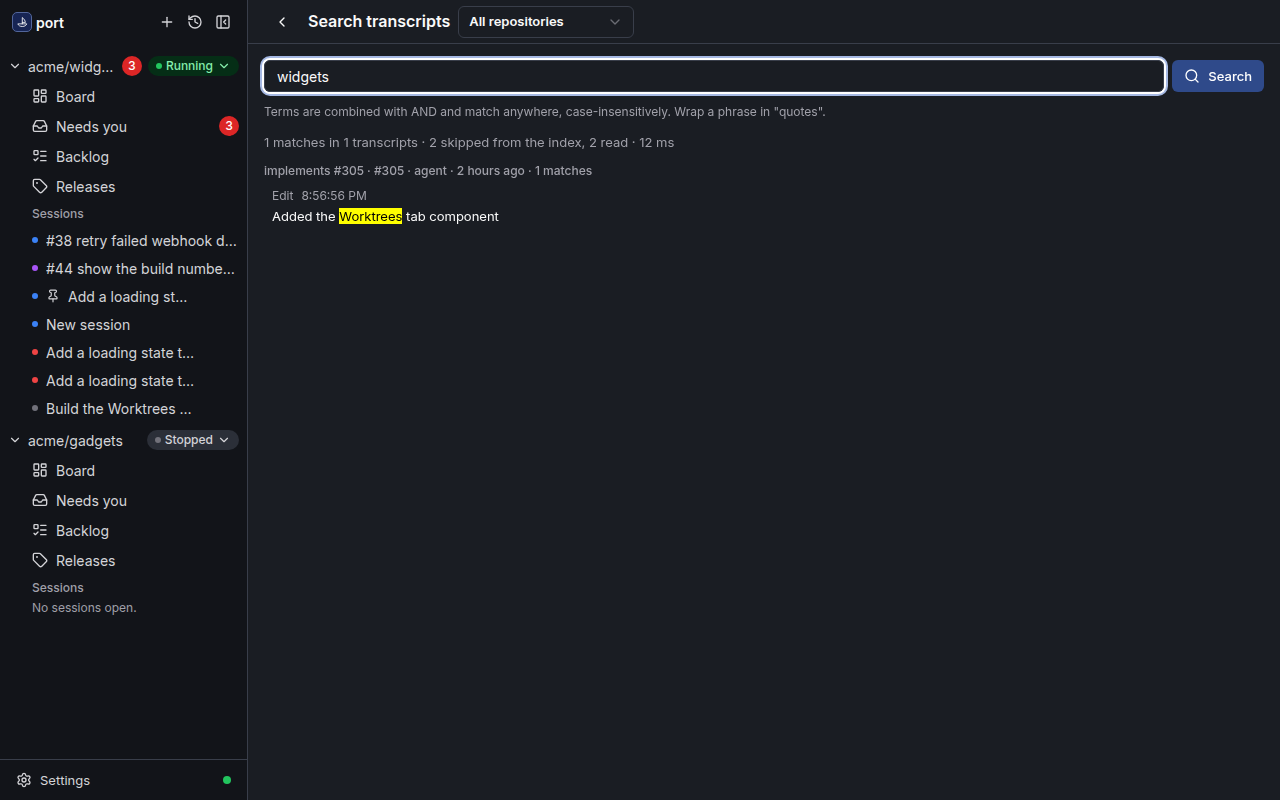 port
acme/widg... 3 Running
Board
Needs you 3
Backlog
Releases
Sessions
#38 retry failed webhook d...
#44 show the build numbe...
Add a loading st...
New session
Add a loading state t...
Add a loading state t...
Build the Worktrees ...
acme/gadgets Stopped
Board
Needs you
Backlog
Releases
Sessions
No sessions open.
Settings
Search transcripts All repositories
widgets Search
Terms are combined with AND and match anywhere, case-insensitively. Wrap a phrase in "quotes".
1 matches in 1 transcripts · 2 skipped from the index, 2 read · 12 ms
implements #305 · #305 · agent · 2 hours ago · 1 matches
Edit 8:56:56 PM
Added the Worktrees tab component